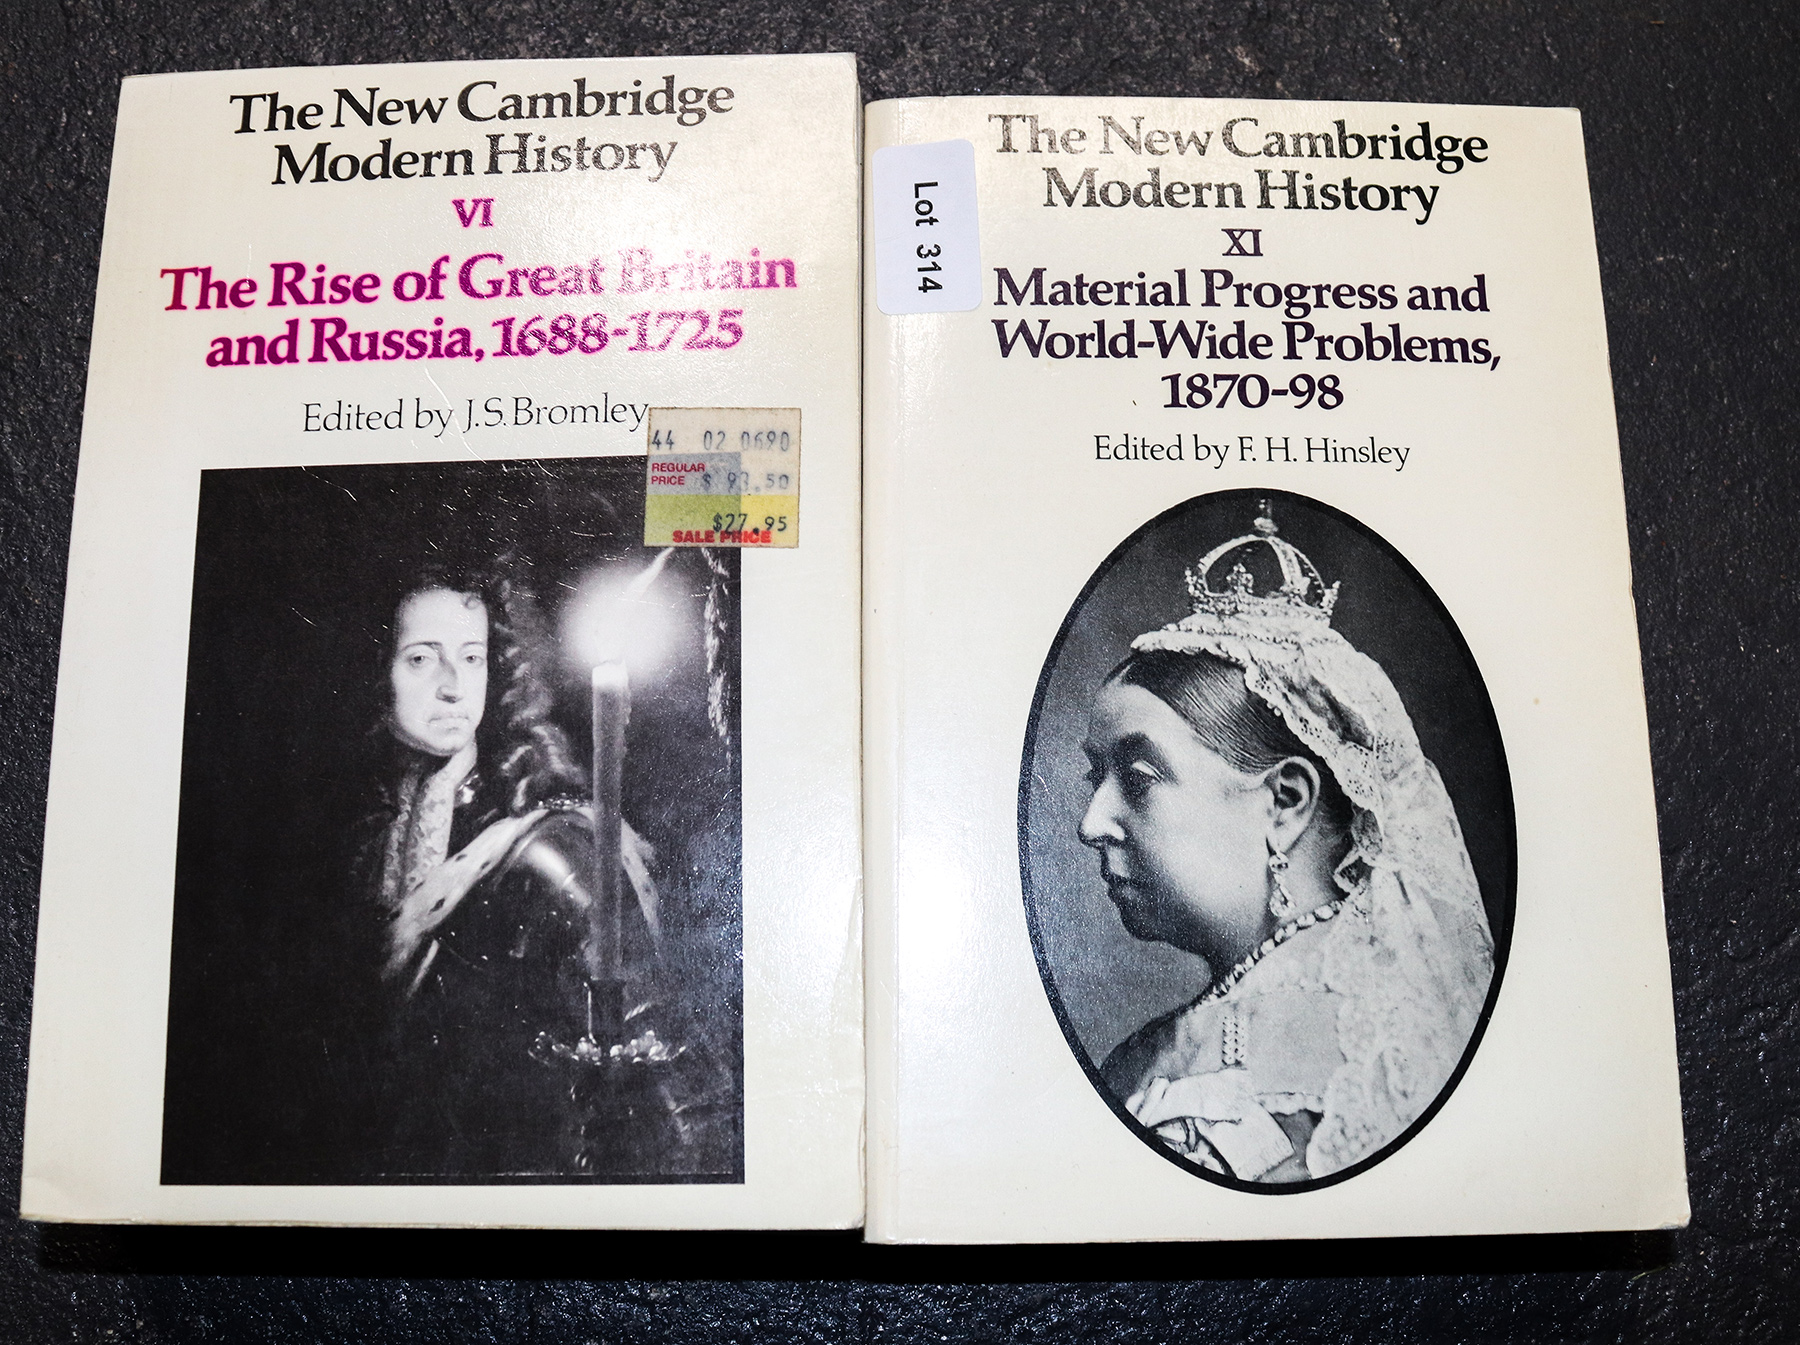 The New Cambridge
Modern History
VI
The Rise of Great Britain
and Russia, 1688-1725
Edited by J.S. Bromley
44 02 0690
REGULAR
PRICE $ 93.50
$27.95
SALE PRICE
Lot 314
The New Cambridge
Modern History
XI
Material Progress and
World-Wide Problems,
1870-98
Edited by F. H. Hinsley